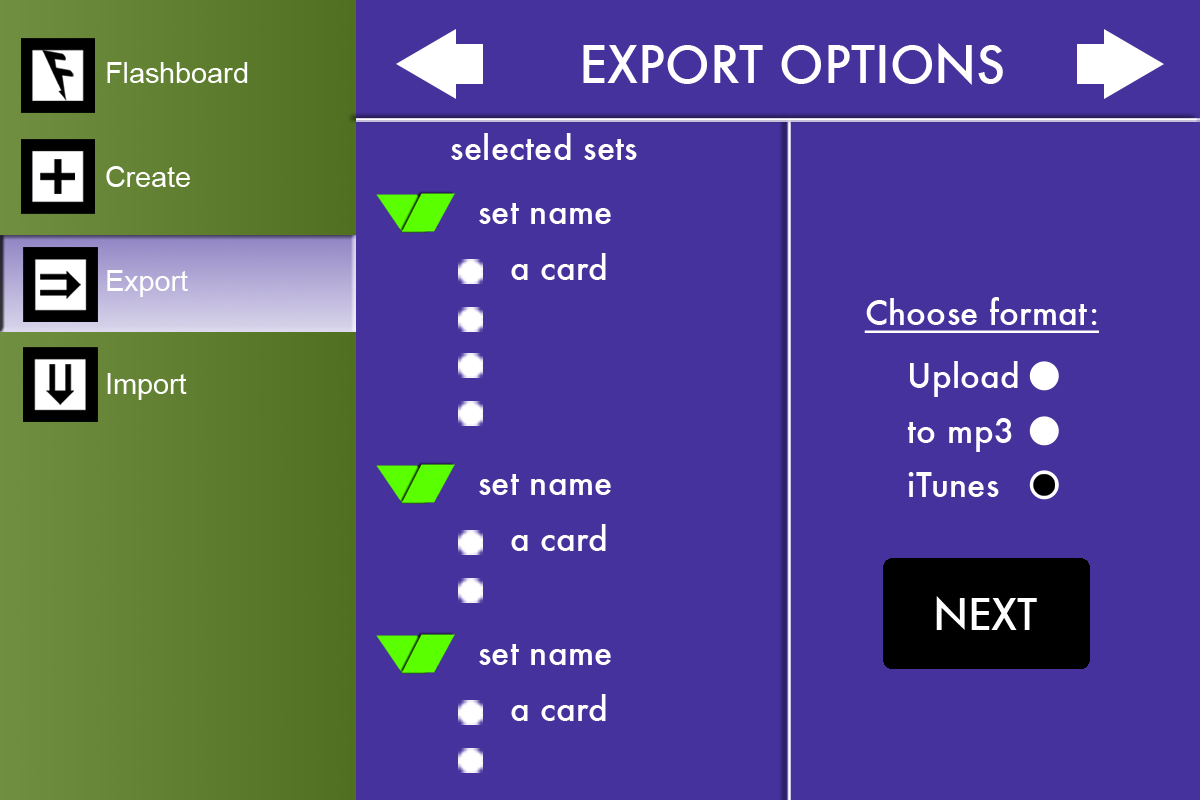 Flashboard
Create
Export
Import
EXPORT OPTIONS
selected sets
set name
a card
set name
a card
set name
a card
Choose format:
Upload
to mp3
iTunes
NEXT